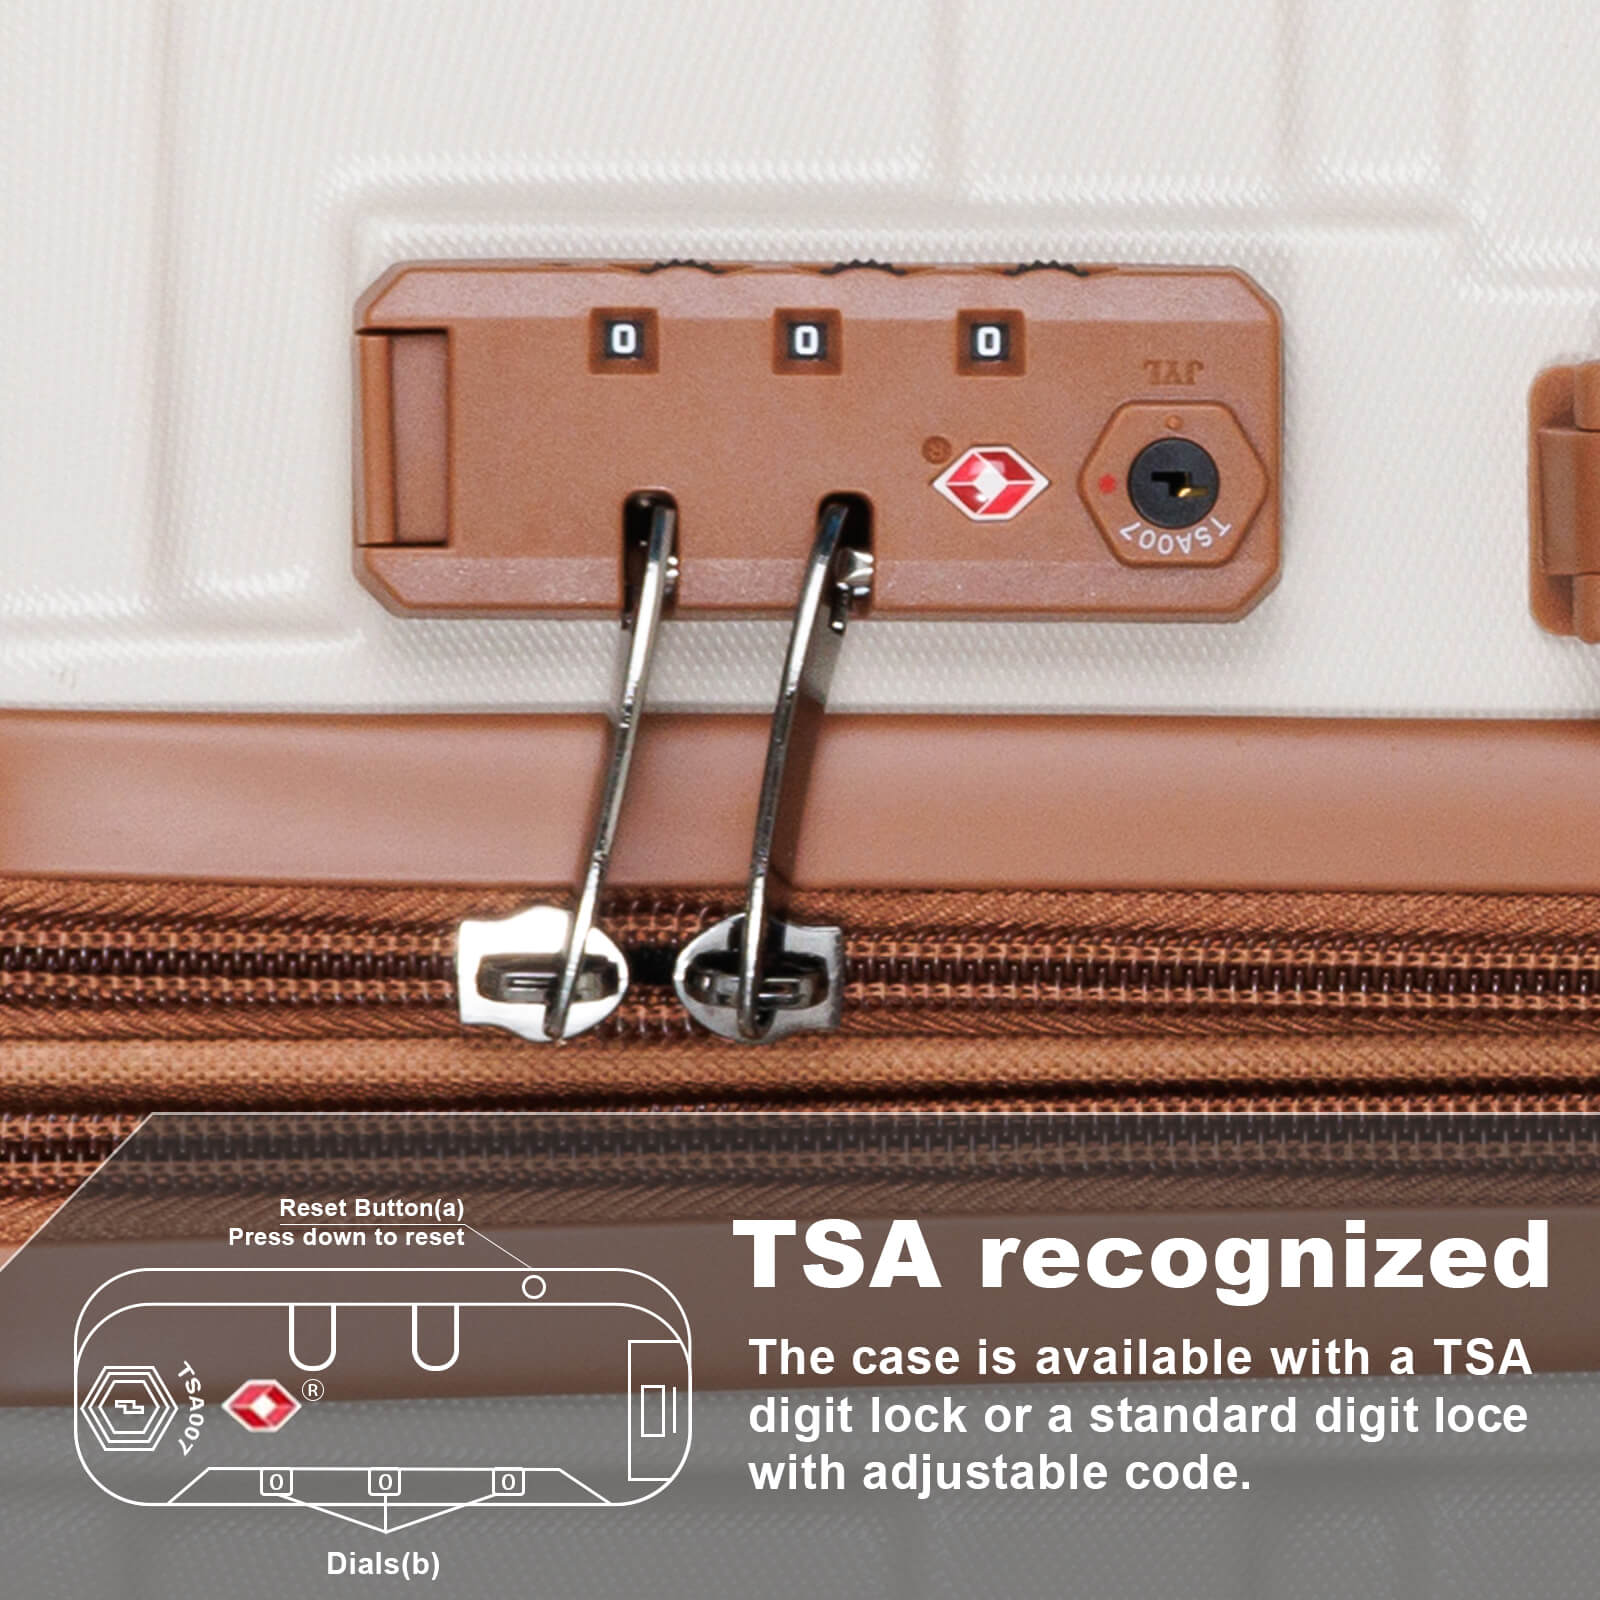 0 0 0
JYL
®
TSA007
Reset Button(a)
Press down to reset
TSA recognized
The case is available with a TSA
digit lock or a standard digit loce
with adjustable code.
TSA007
®
0 0 0
Dials(b)